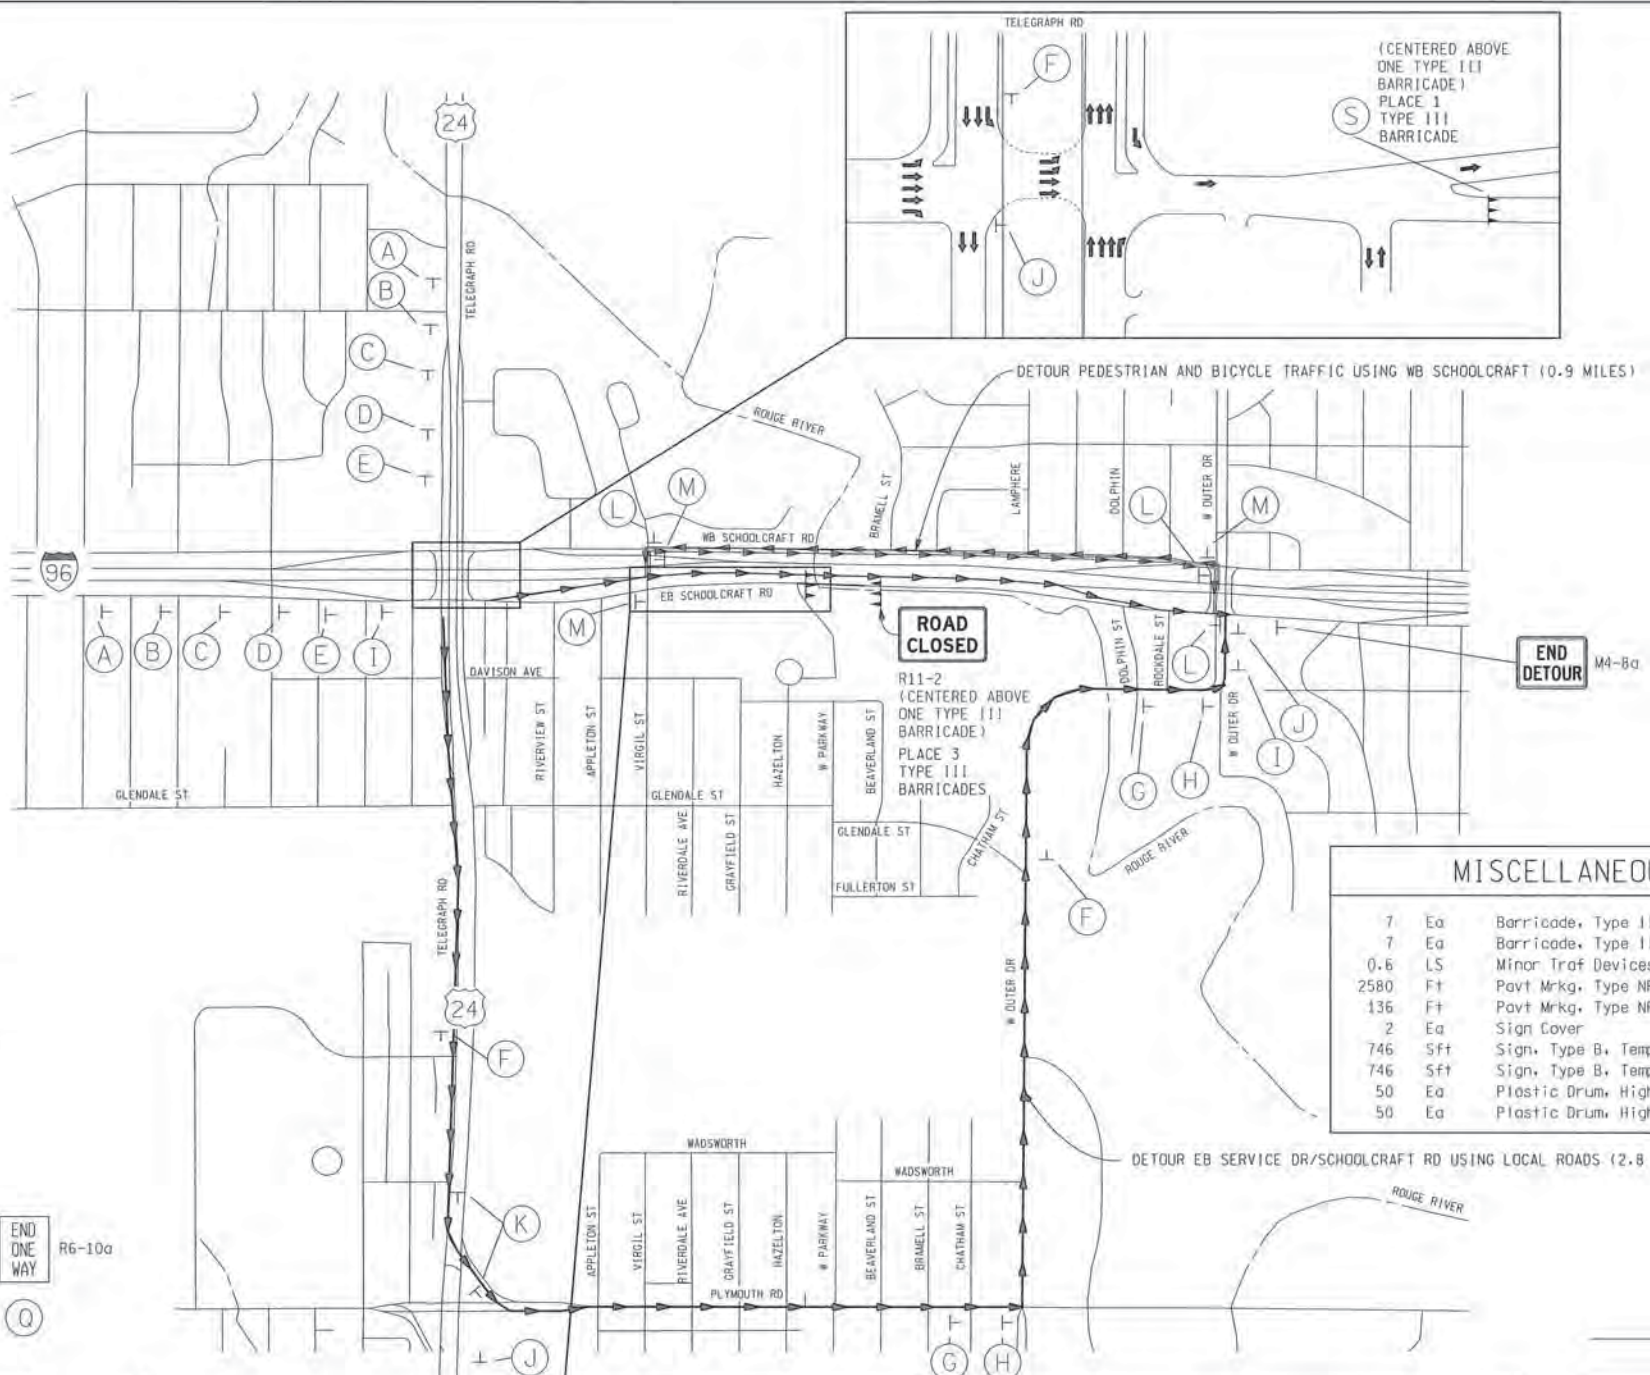 TELEGRAPH RD
F
(CENTERED ABOVE
ONE TYPE III
BARRICADE)
PLACE 1
TYPE III
BARRICADE
S
J
24
TELEGRAPH RD
A
B
C
D
E
DETOUR PEDESTRIAN AND BICYCLE TRAFFIC USING WB SCHOOLCRAFT (0.9 MILES)
ROUGE RIVER
BRAMELL ST
LAMPHERE
DOLPHIN
W OUTER DR
L
M
L
M
WB SCHOOLCRAFT RD
96
EB SCHOOLCRAFT RD
A
B
C
D
E
I
M
ROAD
CLOSED
R11-2
(CENTERED ABOVE
ONE TYPE III
BARRICADE)
PLACE 3
TYPE III
BARRICADES
DOLPHIN ST
ROCKDALE ST
L
W OUTER DR
END
DETOUR
M4-8a
J
I
G
H
DAVISON AVE
RIVERVIEW ST
APPLETON ST
VIRGIL ST
HAZELTON
W PARKWAY
BEAVERLAND ST
GLENDALE ST
GLENDALE ST
RIVERDALE AVE
GRAYFIELD ST
GLENDALE ST
CHATHAM ST
FULLERTON ST
ROUGE RIVER
F
TELEGRAPH RD
24
F
W OUTER DR
MISCELLANEOU
7 Ea Barricade, Type II
7 Ea Barricade, Type II
0.6 LS Minor Traf Devices
2580 Ft Pavt Mrkg, Type NR
136 Ft Pavt Mrkg, Type NR
2 Ea Sign Cover
746 Sft Sign, Type B, Temp
746 Sft Sign, Type B, Temp
50 Ea Plastic Drum, High
50 Ea Plastic Drum, High
DETOUR EB SERVICE DR/SCHOOLCRAFT RD USING LOCAL ROADS (2.8
ROUGE RIVER
WADSWORTH
WADSWORTH
K
APPLETON ST
VIRGIL ST
RIVERDALE AVE
GRAYFIELD ST
HAZELTON
W PARKWAY
BEAVERLAND ST
BRAMELL ST
CHATHAM ST
PLYMOUTH RD
END
ONE
WAY
R6-10a
Q
J
G
H